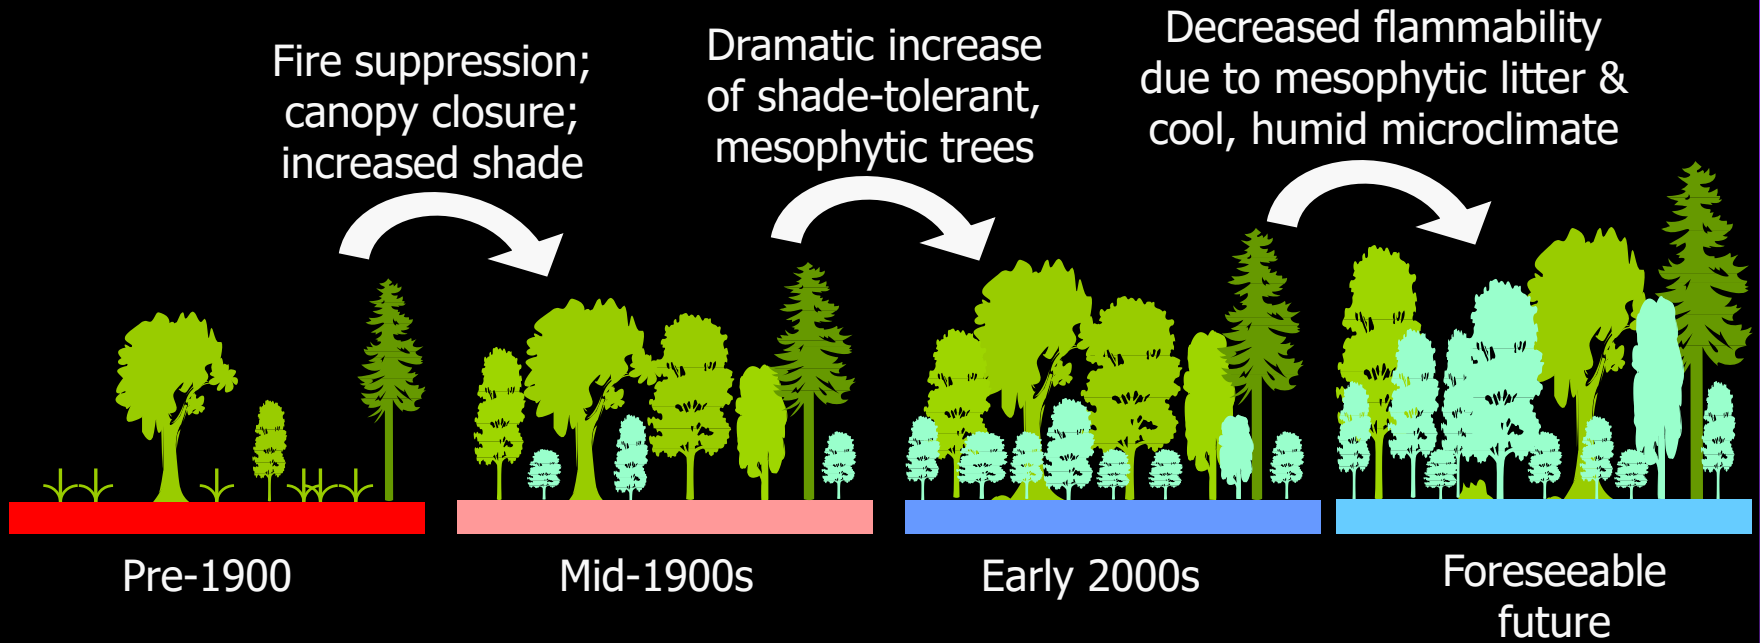 Fire suppression;
canopy closure;
increased shade
Dramatic increase
of shade-tolerant,
mesophytic trees
Decreased flammability
due to mesophytic litter &
cool, humid microclimate
Pre-1900
Mid-1900s
Early 2000s
Foreseeable
future